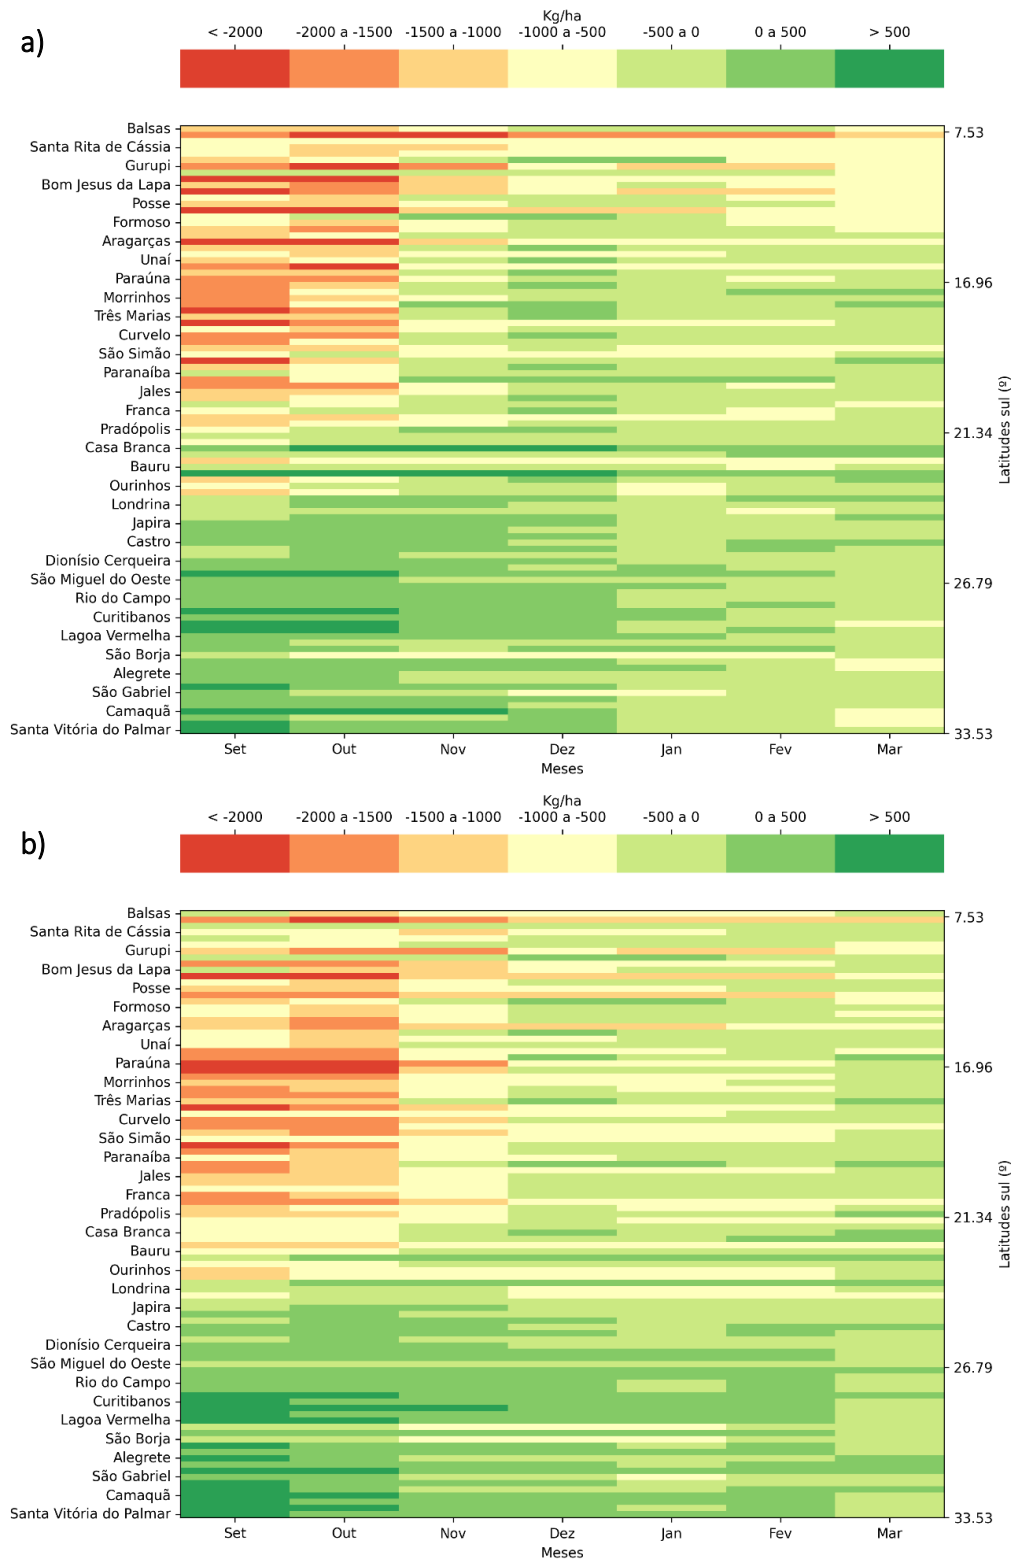 a)
Kg/ha
< -2000 -2000 a -1500 -1500 a -1000 -1000 a -500 -500 a 0 0 a 500 > 500
Balsas
Santa Rita de Cássia
Gurupi
Bom Jesus da Lapa
Posse
Formoso
Aragarças
Unaí
Paraúna
Morrinhos
Três Marias
Curvelo
São Simão
Paranaíba
Jales
Franca
Pradópolis
Casa Branca
Bauru
Ourinhos
Londrina
Japira
Castro
Dionísio Cerqueira
São Miguel do Oeste
Rio do Campo
Curitibanos
Lagoa Vermelha
São Borja
Alegrete
São Gabriel
Camaquã
Santa Vitória do Palmar
7.53
16.96
21.34
26.79
33.53
Latitudes sul (º)
Set Out Nov Dez Jan Fev Mar
Meses
b)
Kg/ha
< -2000 -2000 a -1500 -1500 a -1000 -1000 a -500 -500 a 0 0 a 500 > 500
Balsas
Santa Rita de Cássia
Gurupi
Bom Jesus da Lapa
Posse
Formoso
Aragarças
Unaí
Paraúna
Morrinhos
Três Marias
Curvelo
São Simão
Paranaíba
Jales
Franca
Pradópolis
Casa Branca
Bauru
Ourinhos
Londrina
Japira
Castro
Dionísio Cerqueira
São Miguel do Oeste
Rio do Campo
Curitibanos
Lagoa Vermelha
São Borja
Alegrete
São Gabriel
Camaquã
Santa Vitória do Palmar
7.53
16.96
21.34
26.79
33.53
Latitudes sul (º)
Set Out Nov Dez Jan Fev Mar
Meses